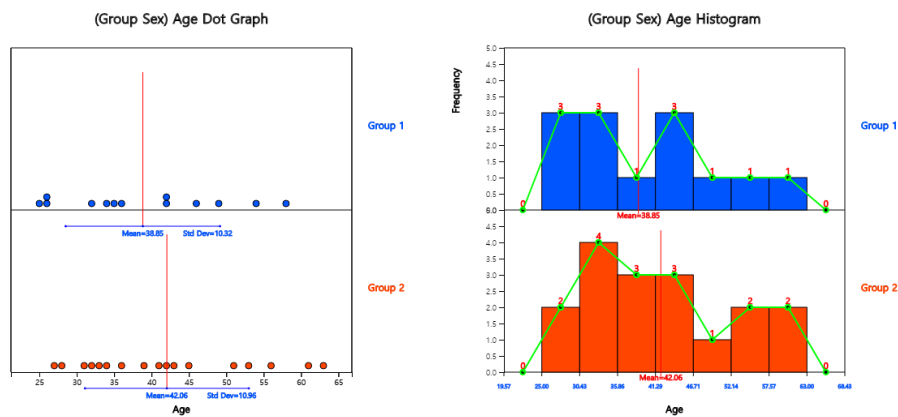 (Group Sex) Age Dot Graph
Group 1
Mean=38.85 Std Dev=10.32
Group 2
Mean=42.06 Std Dev=10.96
25 35 45 55 65
Age
(Group Sex) Age Histogram
Frequency
5.0
4.5
4.0
3.5
3.0
2.5
2.0
1.5
1.0
0.5
0 3 3 1 3 1 1 1 0
Group 1
Mean=38.85
5.0
4.5
4.0
3.5
3.0
2.5
2.0
1.5
1.0
0.5
0.0
0 2 4 3 3 1 2 2 0
Group 2
Mean=42.06
19.57 25.00 30.43 35.86 41.29 46.71 52.14 57.57 63.00 68.43
Age